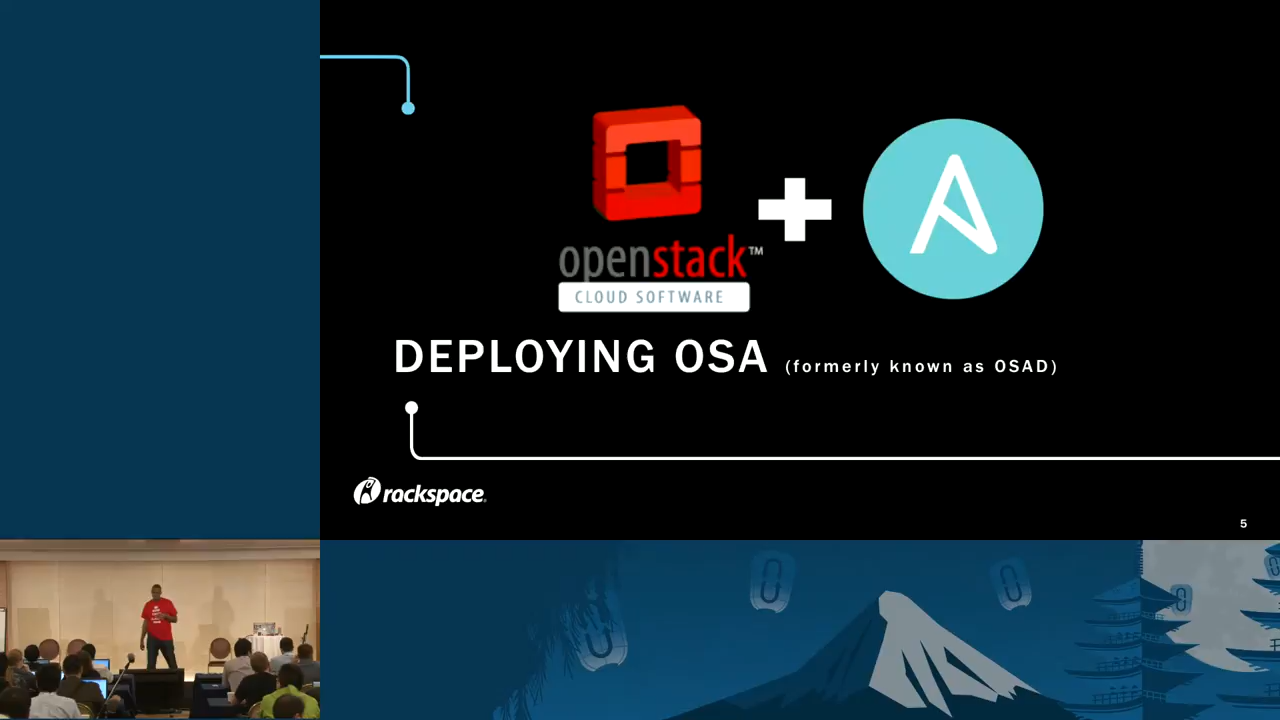 openstack™
CLOUD SOFTWARE
DEPLOYING OSA (formerly known as OSAD)
rackspace
5